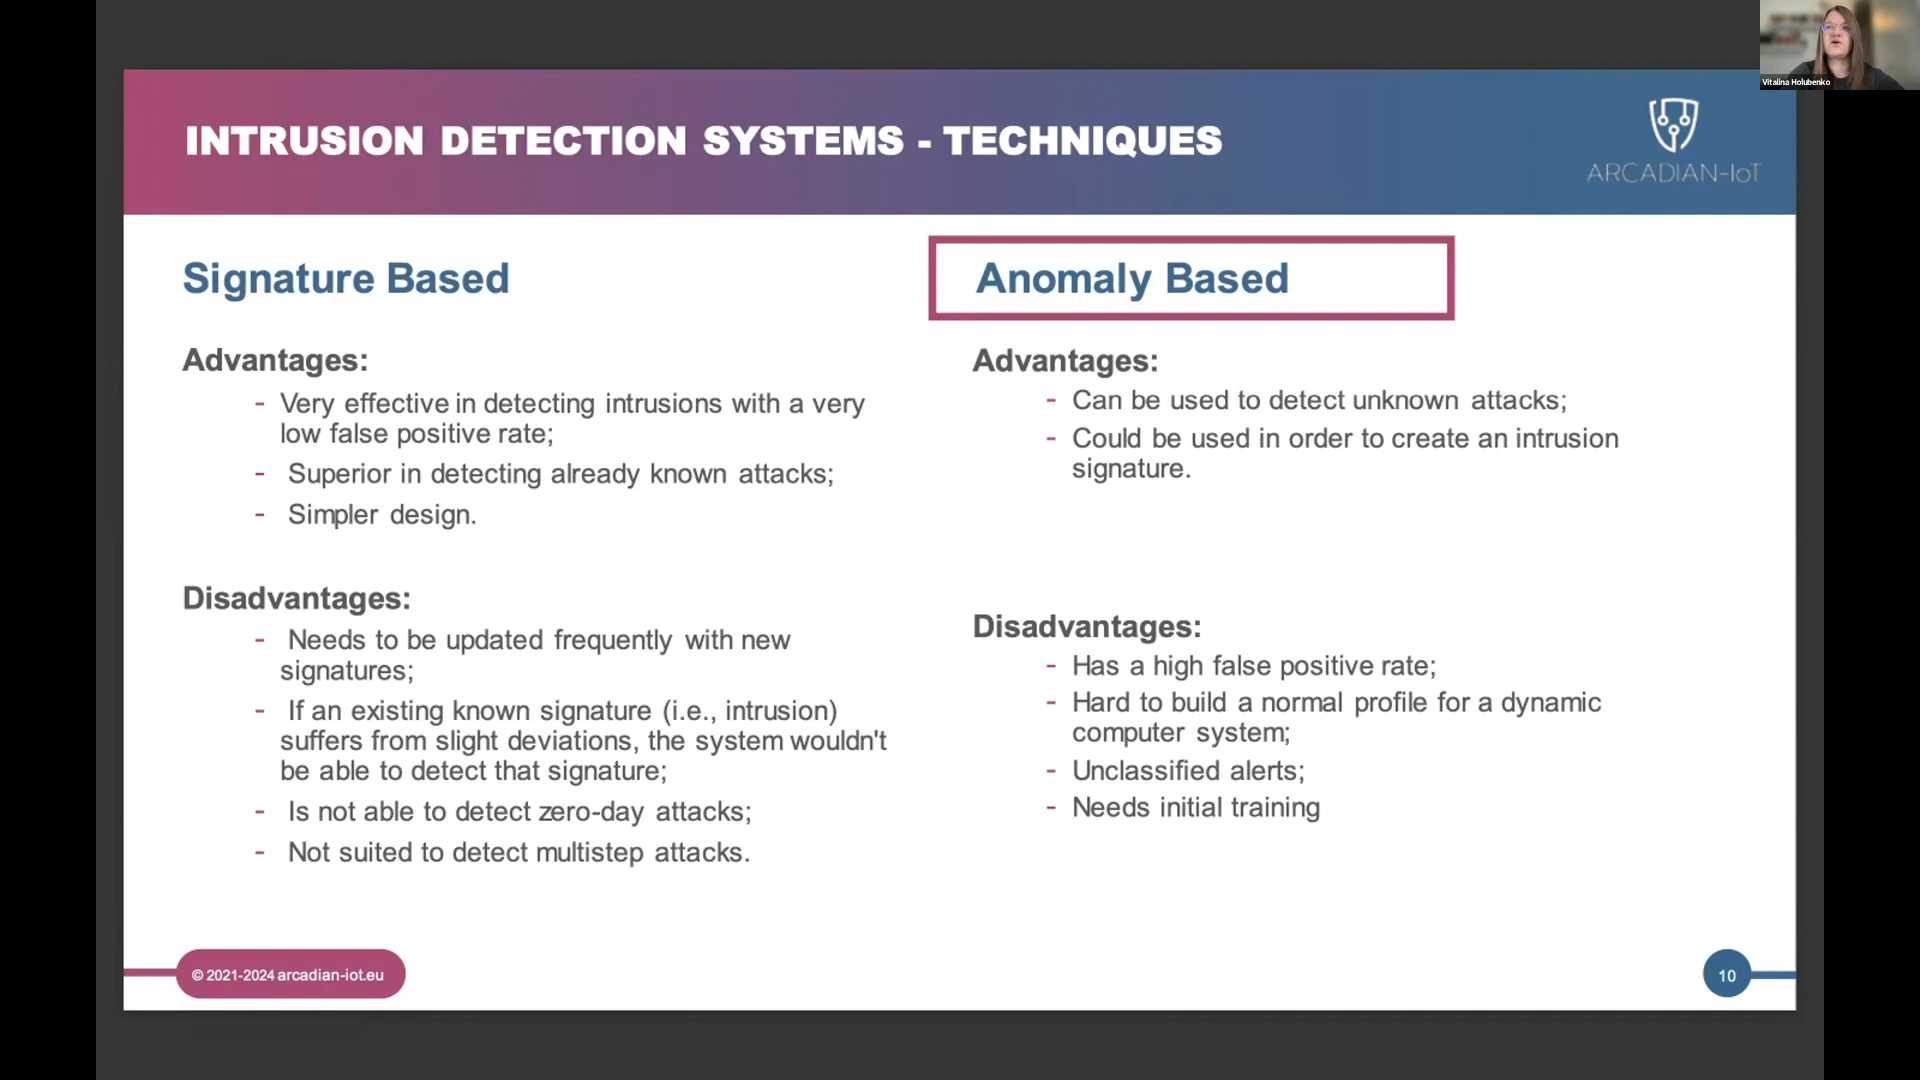 Vitalina Holubenko
INTRUSION DETECTION SYSTEMS - TECHNIQUES
ARCADIAN-IoT
Signature Based
Advantages:
- Very effective in detecting intrusions with a very
low false positive rate;
- Superior in detecting already known attacks;
- Simpler design.
Disadvantages:
- Needs to be updated frequently with new
signatures;
- If an existing known signature (i.e., intrusion)
suffers from slight deviations, the system wouldn't
be able to detect that signature;
- Is not able to detect zero-day attacks;
- Not suited to detect multistep attacks.
Anomaly Based
Advantages:
- Can be used to detect unknown attacks;
- Could be used in order to create an intrusion
signature.
Disadvantages:
- Has a high false positive rate;
- Hard to build a normal profile for a dynamic
computer system;
- Unclassified alerts;
- Needs initial training
© 2021-2024 arcadian-iot.eu
10